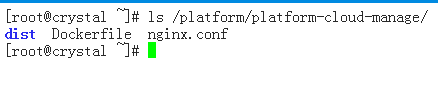 [root@crystal ~]# ls /platform/platform-cloud-manage/
dist  Dockerfile  nginx.conf
[root@crystal ~]#